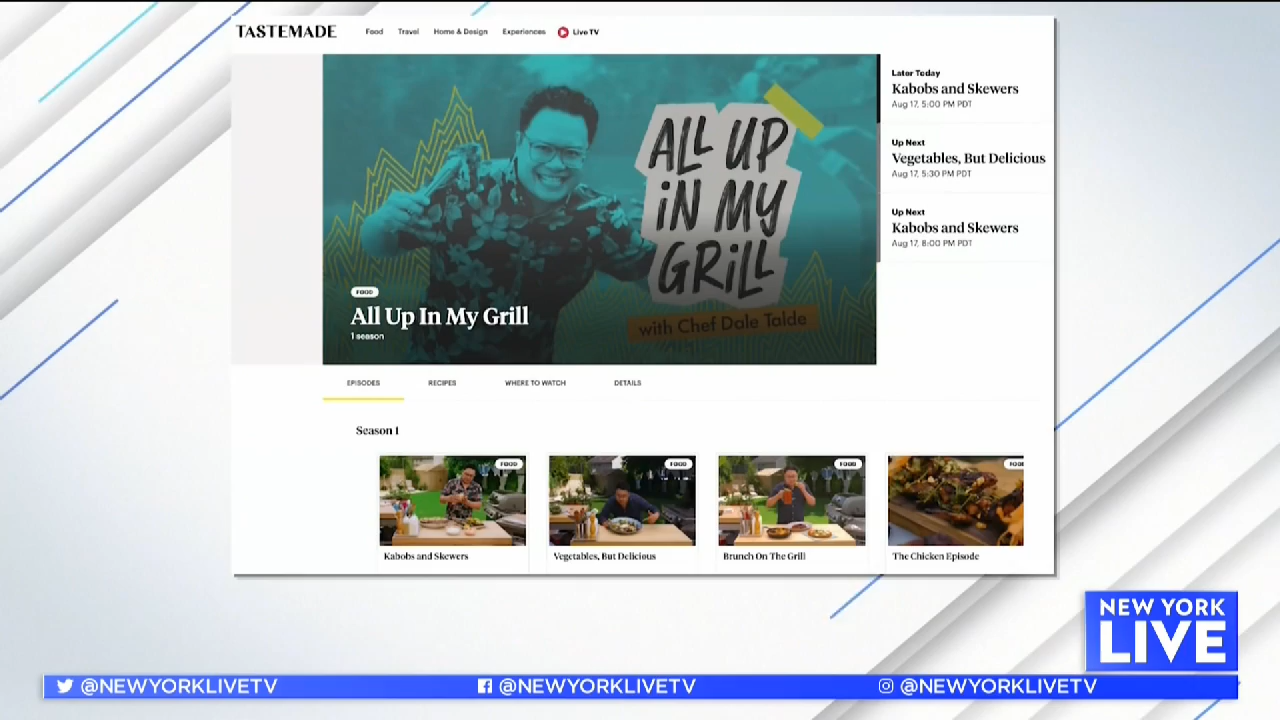 TASTEMADE
Food Travel Home & Design Experiences Live TV
ALL UP
IN MY
GRILL
with Chef Dale Talde
FOOD
All Up In My Grill
1 season
Later Today
Kabobs and Skewers
Aug 17, 5:00 PM PDT
Up Next
Vegetables, But Delicious
Aug 17, 5:30 PM PDT
Up Next
Kabobs and Skewers
Aug 17, 8:00 PM PDT
EPISODES RECIPES WHERE TO WATCH DETAILS
Season 1
FOOD FOOD FOOD FOOD
Kabobs and Skewers Vegetables, But Delicious Brunch On The Grill The Chicken Episode
NEW YORK
LIVE
@NEWYORKLIVETV @NEWYORKLIVETV @NEWYORKLIVETV